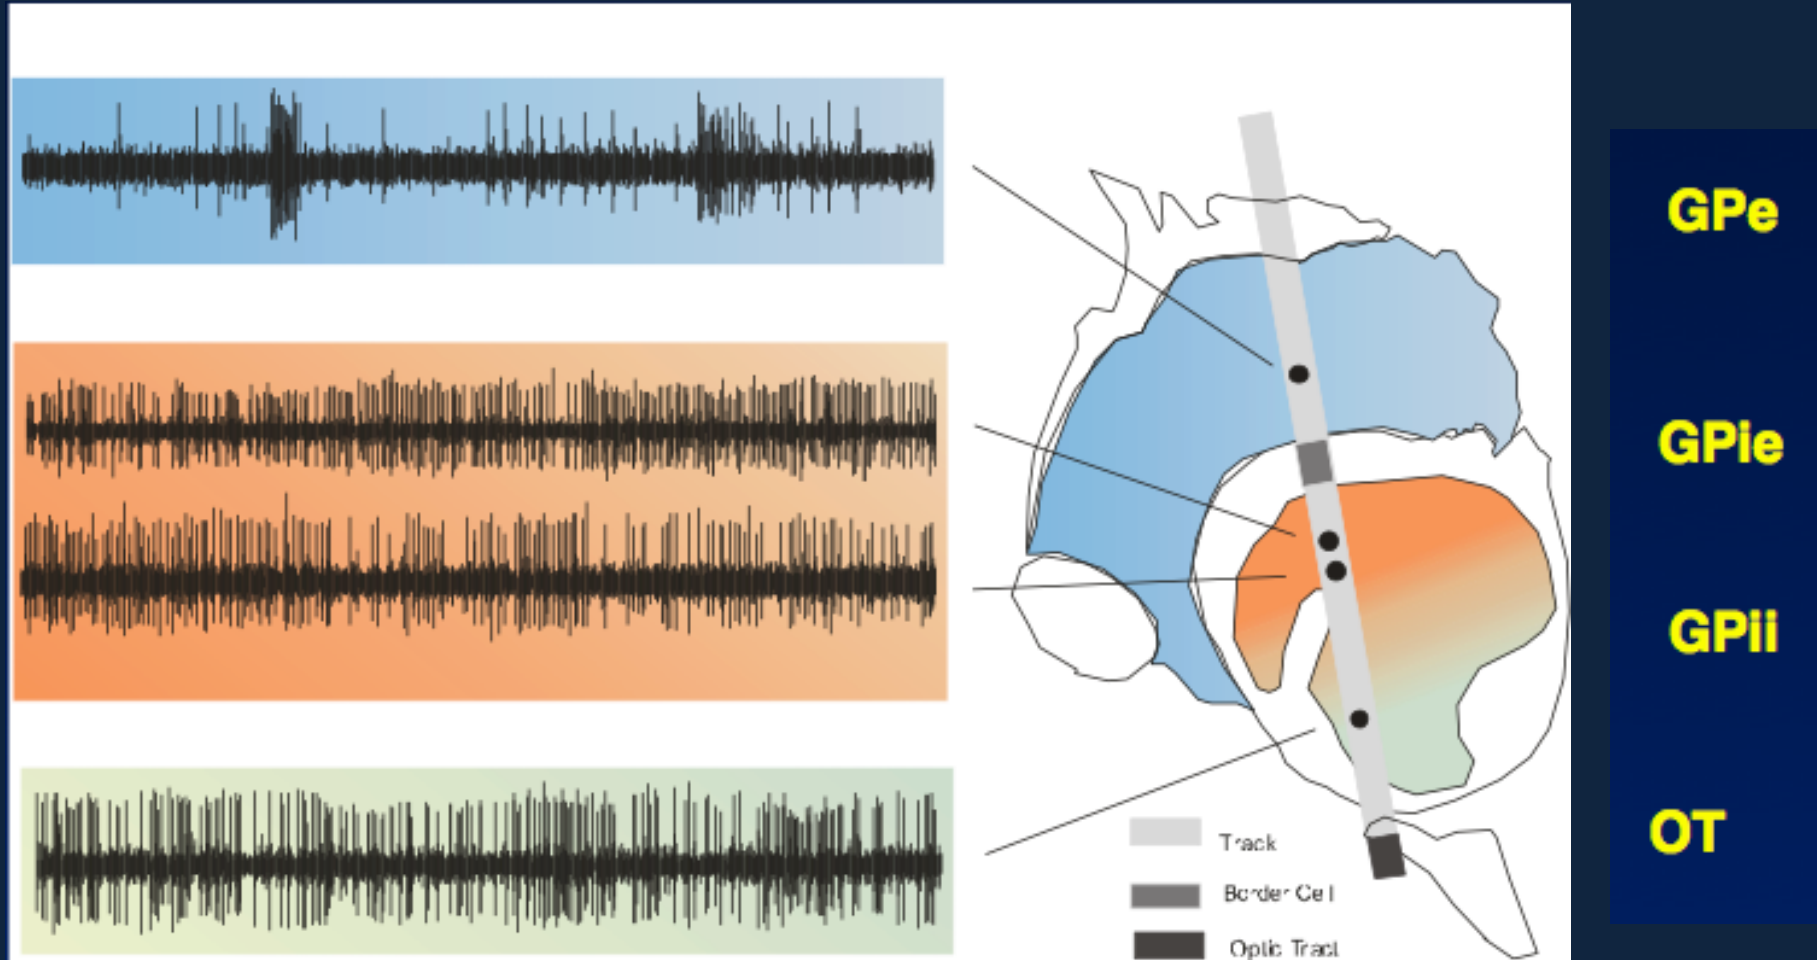 GPe
GPie
GPii
OT
Track
Border Cell
Optic Tract